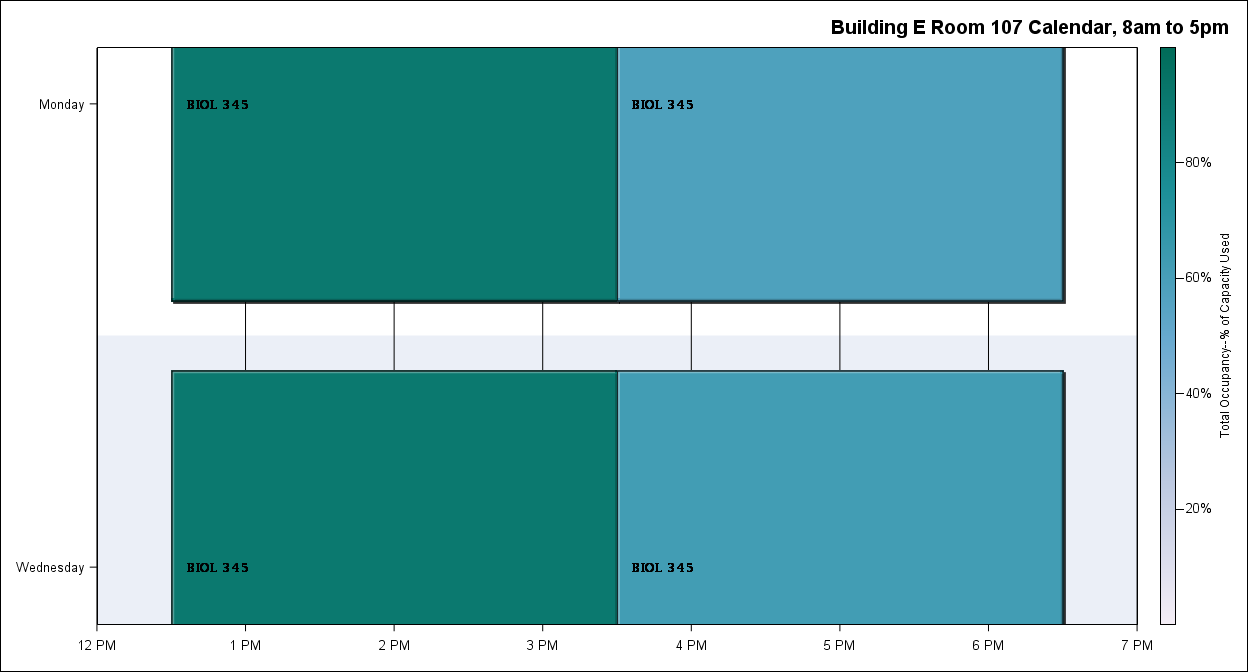 Building E Room 107 Calendar, 8am to 5pm
Monday
BIOL 345
BIOL 345
80%
60%
40%
20%
Total Occupancy--% of Capacity Used
Wednesday
BIOL 345
BIOL 345
12 PM
1 PM
2 PM
3 PM
4 PM
5 PM
6 PM
7 PM